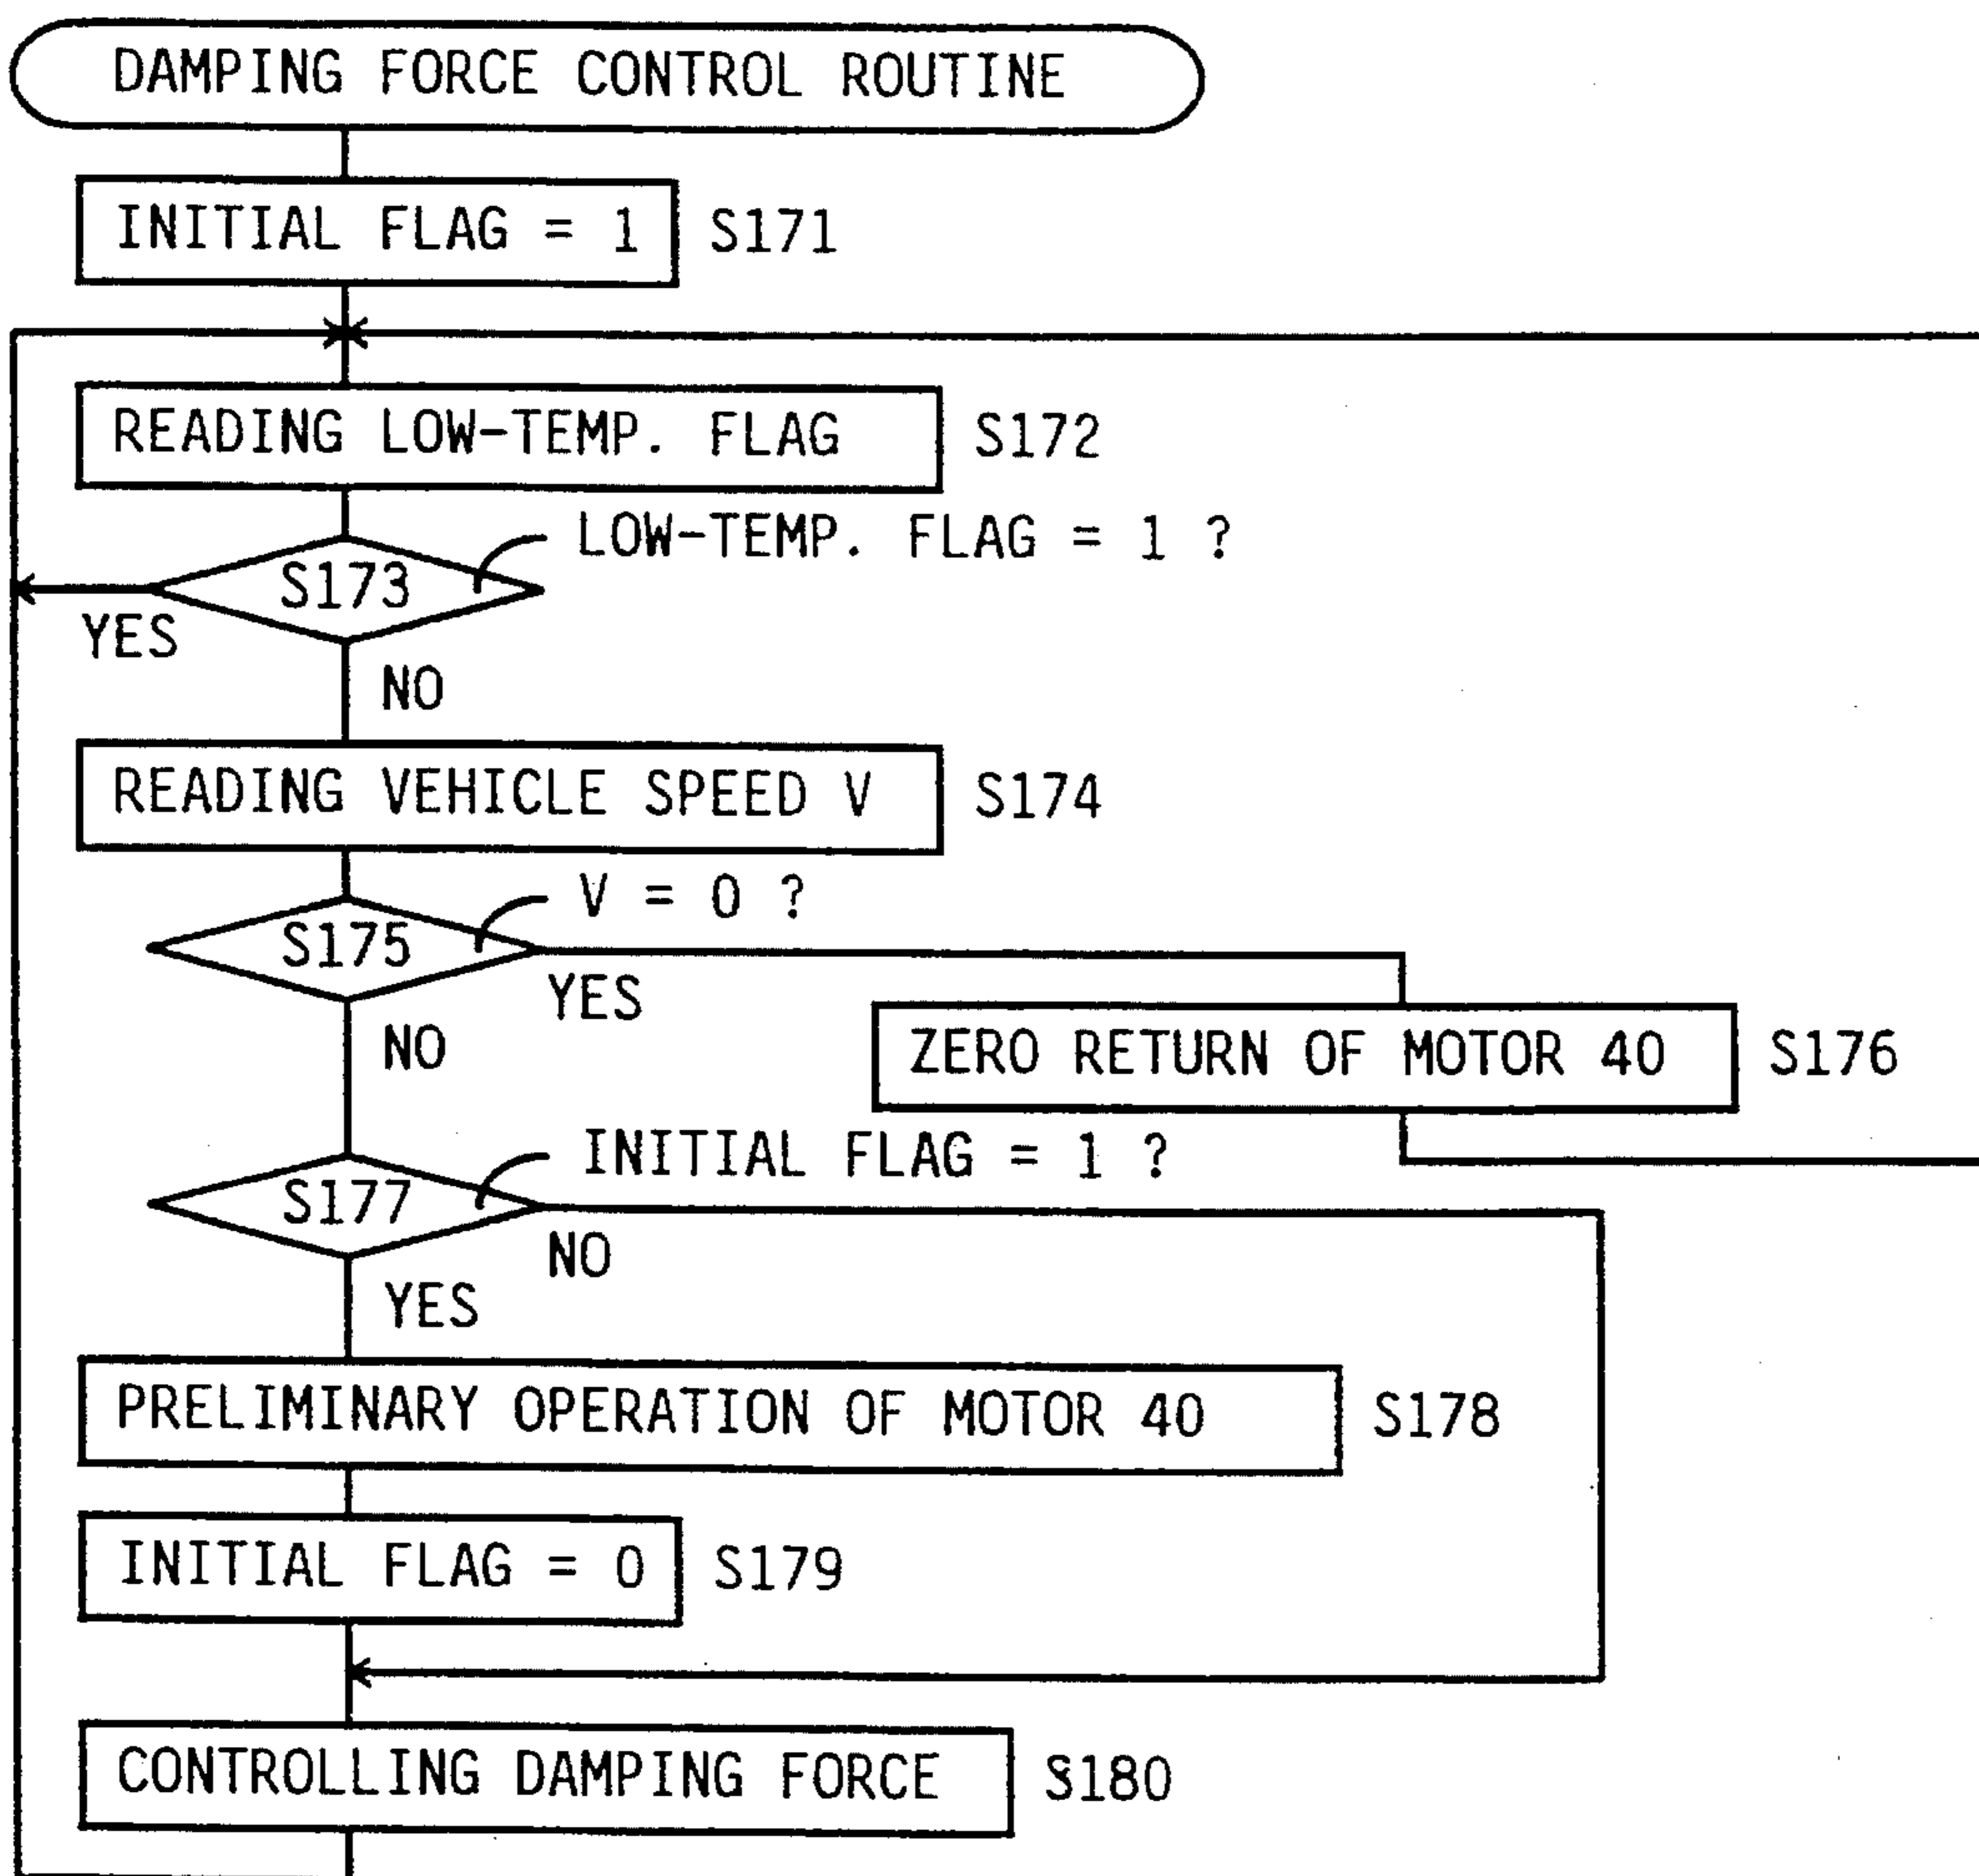 DAMPING FORCE CONTROL ROUTINE
INITIAL FLAG = 1 S171
READING LOW-TEMP. FLAG S172
LOW-TEMP. FLAG = 1 ?
S173
YES
NO
READING VEHICLE SPEED V S174
V = 0 ?
S175
YES
NO
ZERO RETURN OF MOTOR 40 S176
INITIAL FLAG = 1 ?
S177
NO
YES
PRELIMINARY OPERATION OF MOTOR 40 S178
INITIAL FLAG = 0 S179
CONTROLLING DAMPING FORCE S180